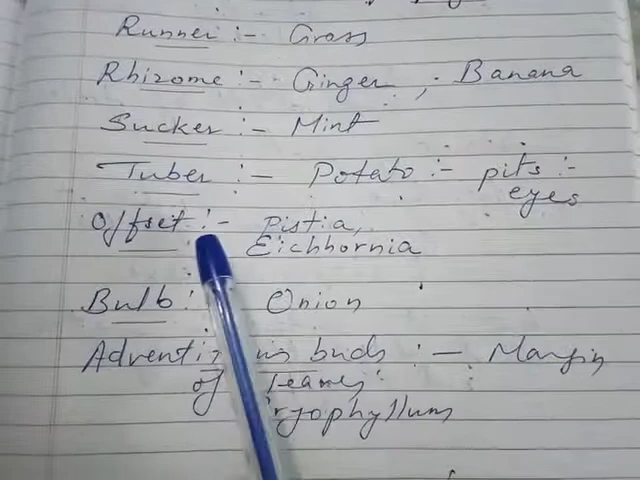 Runner :- Grass
Rhizome :- Ginger, Banana
Sucker :- Mint
Tuber :- Potato :- pits :-
eyes
Offset :- Pistia,
Eichhornia
Bulb : Onion
buds :- Margin
of leaves